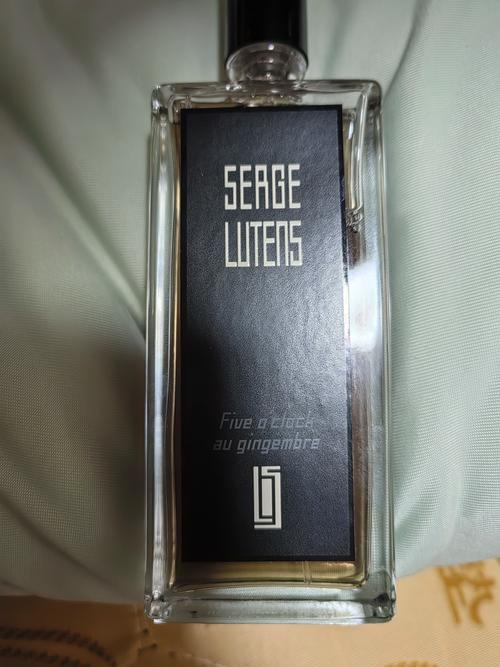 SERGE
LUTENS
Five o'clock
au gingembre